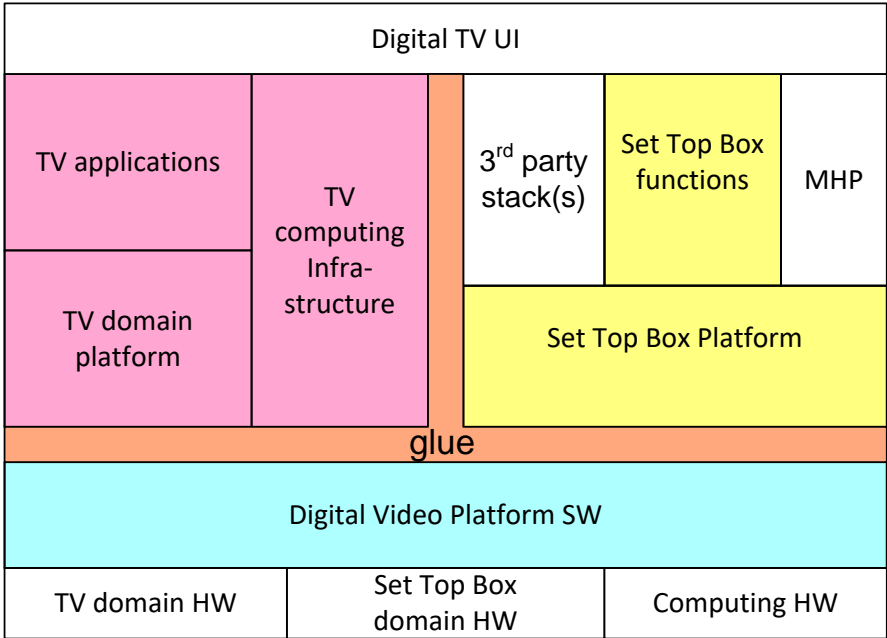 Digital TV UI
TV applications
TV
computing
Infra-
structure
3rd party
stack(s)
Set Top Box
functions
MHP
TV domain
platform
Set Top Box Platform
glue
Digital Video Platform SW
TV domain HW
Set Top Box
domain HW
Computing HW